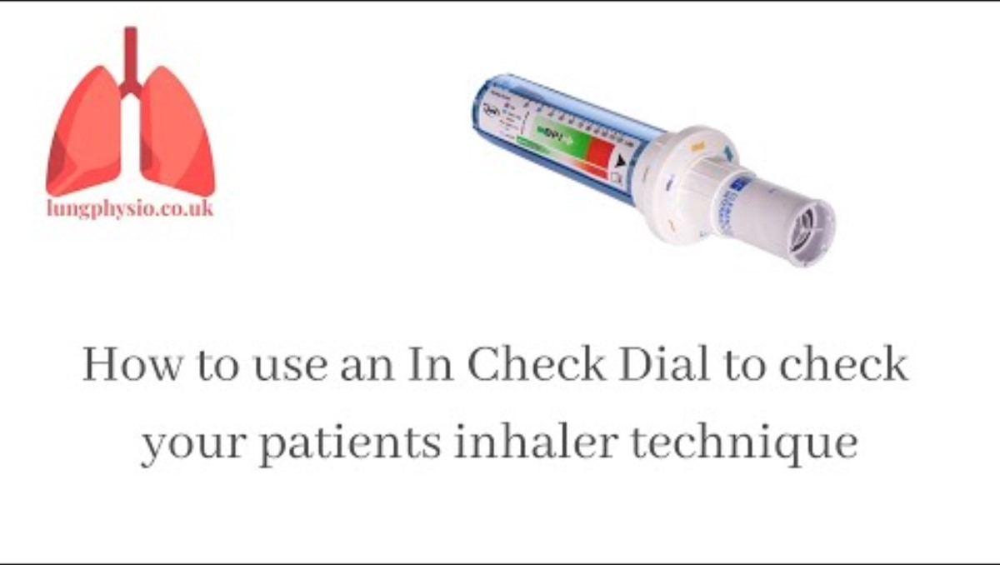 lungphysio.co.uk
How to use an In Check Dial to check
your patients inhaler technique